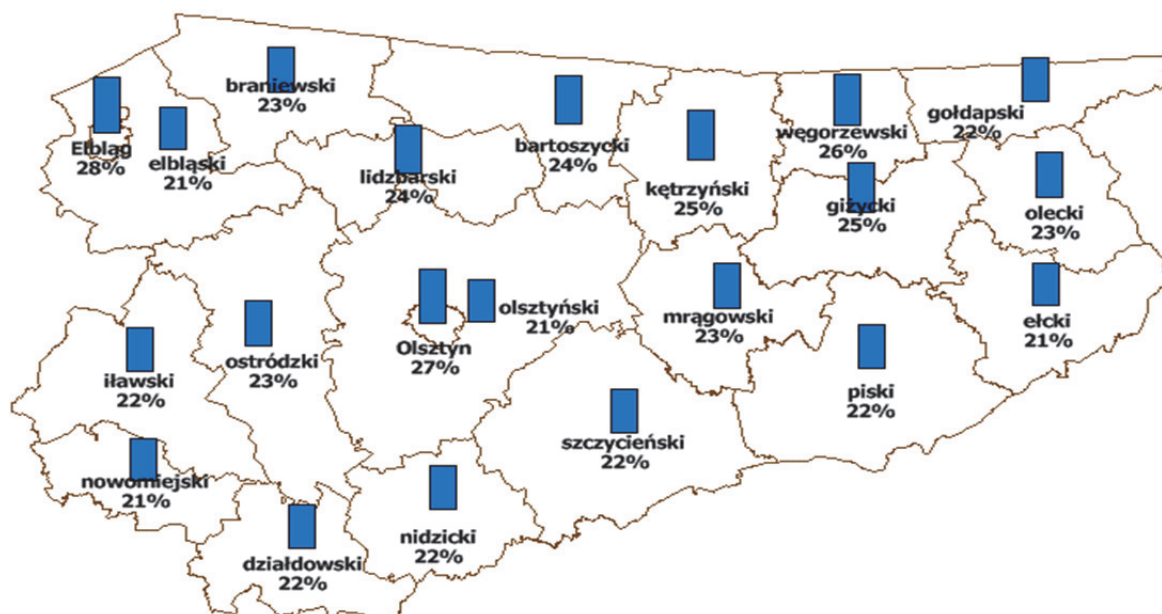 braniewski
23%
Elbląg
28%
elbląski
21%
lidzbarski
24%
bartoszycki
24%
kętrzyński
25%
węgorzewski
26%
gołdapski
22%
giżycki
25%
olecki
23%
olsztyński
21%
Olsztyn
27%
mrągowski
23%
ełcki
21%
ostródzki
23%
iławski
22%
piski
22%
szczycieński
22%
nowomiejski
21%
nidzicki
22%
działdowski
22%